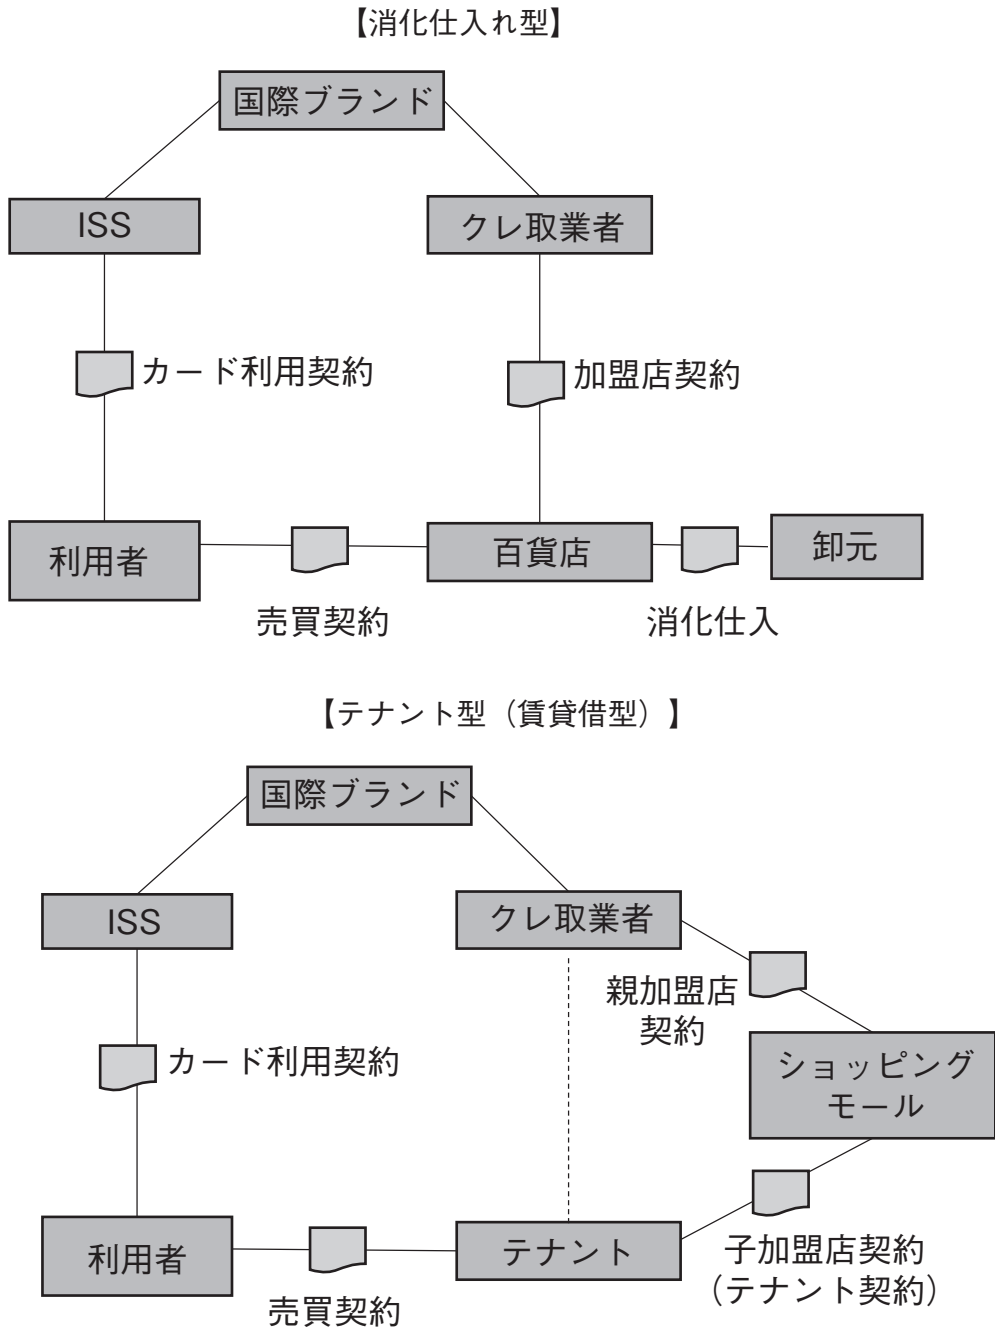 【消化仕入れ型】
国際ブランド
ISS
クレ取業者
カード利用契約
加盟店契約
利用者
百貨店
卸元
売買契約
消化仕入
【テナント型（賃貸借型）】
国際ブランド
ISS
クレ取業者
親加盟店
契約
カード利用契約
ショッピング
モール
利用者
テナント
子加盟店契約
（テナント契約）
売買契約